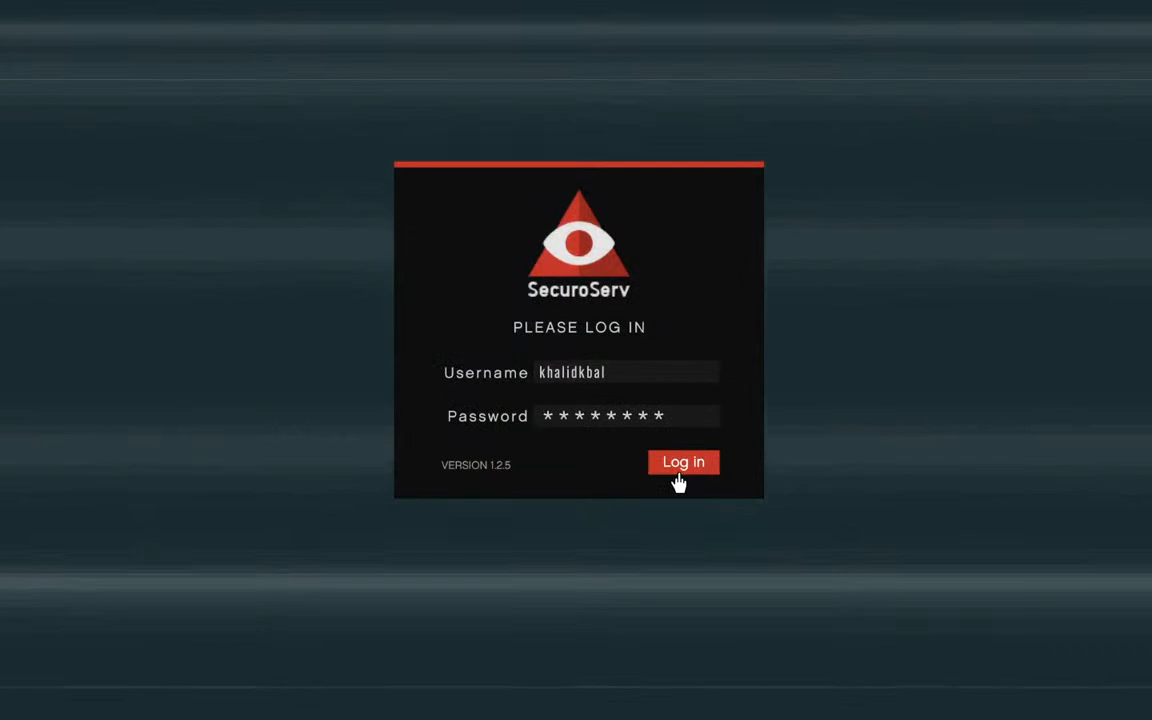 SecuroServ
PLEASE LOG IN
Username khalidkbal
Password ********
VERSION 1.2.5 Log in